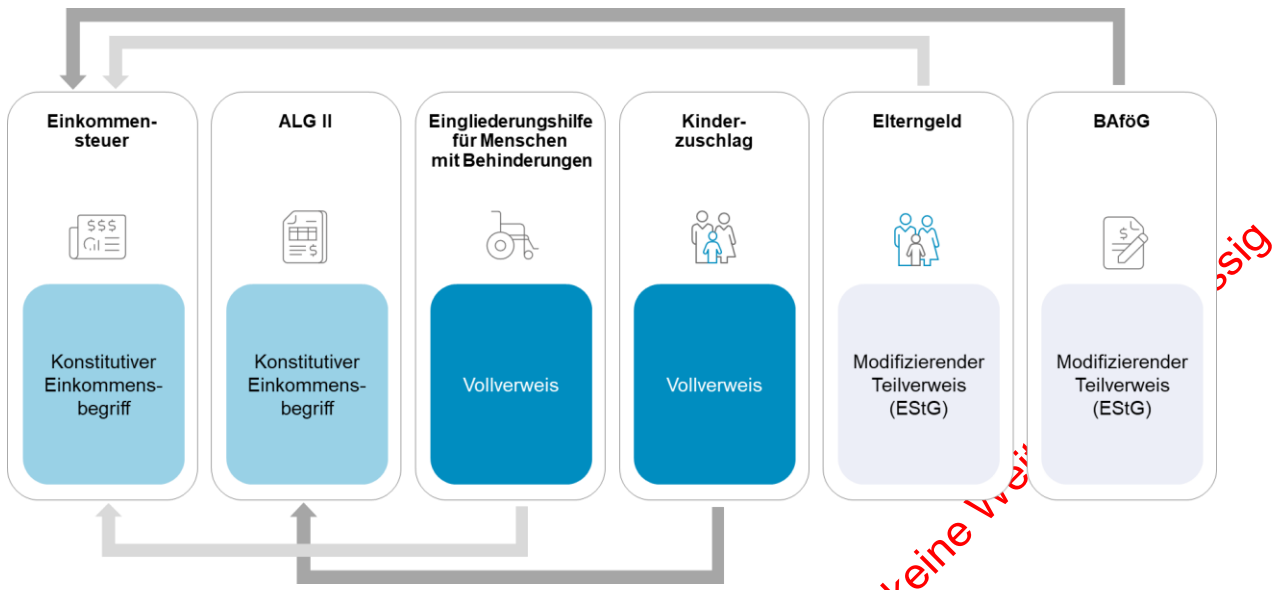 Einkommen-
steuer
ALG II
Eingliederungshilfe
für Menschen
mit Behinderungen
Kinder-
zuschlag
Elterngeld
BAföG
$$$
$
$
Konstitutiver
Einkommens-
begriff
Konstitutiver
Einkommens-
begriff
Vollverweis
Vollverweis
Modifizierender
Teilverweis
(EStG)
Modifizierender
Teilverweis
(EStG)
keine